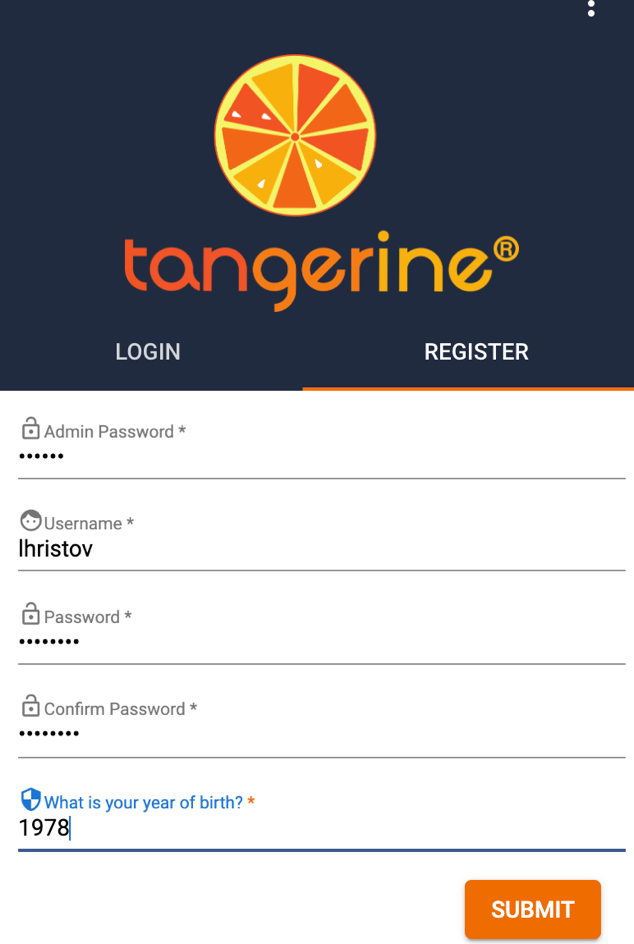 tangerine®
LOGIN REGISTER
Admin Password *
••••••
Username *
lhristov
Password *
••••••••
Confirm Password *
••••••••
What is your year of birth? *
1978
SUBMIT